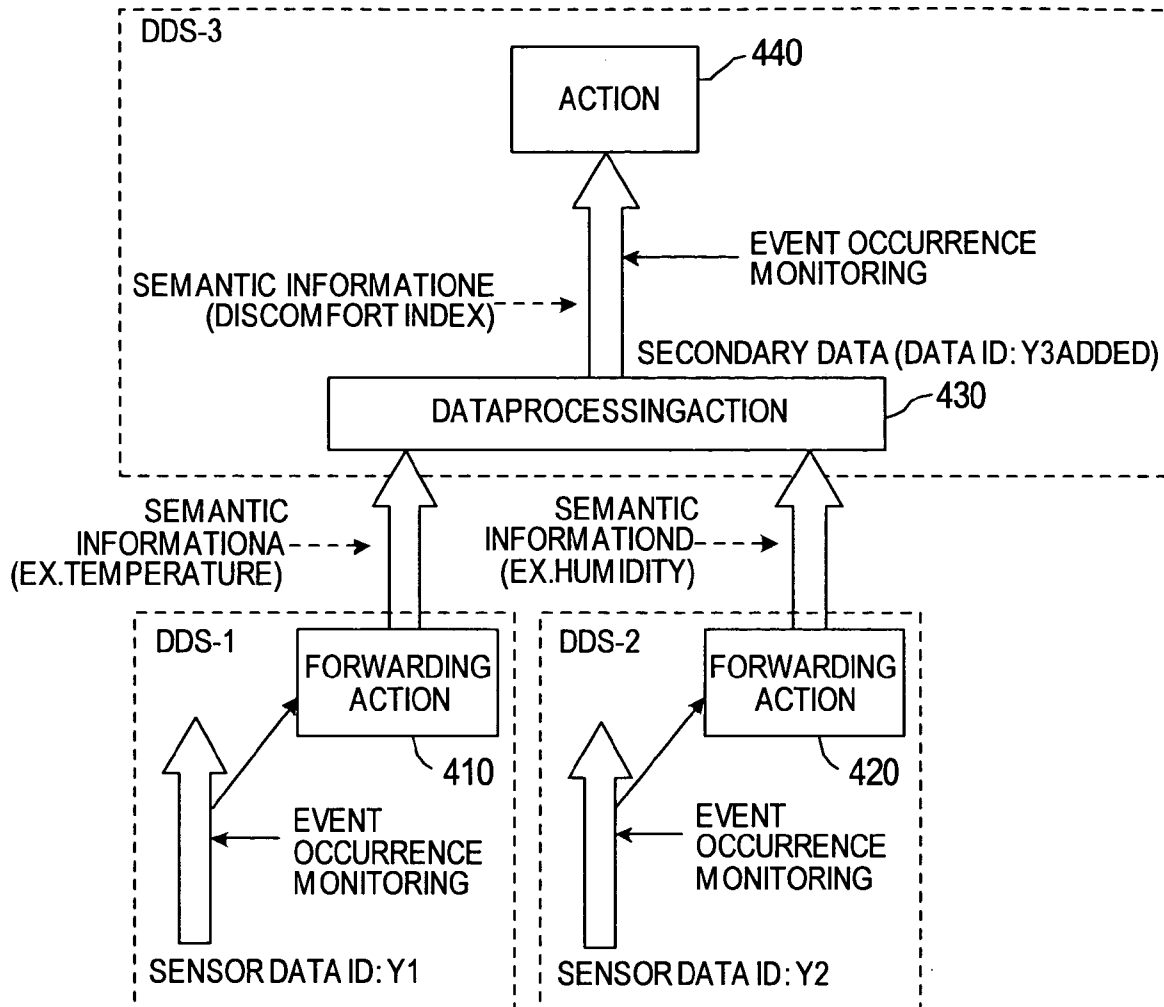 DDS-3
440
ACTION
EVENT OCCURRENCE
MONITORING
SEMANTIC INFORMATIONE
(DISCOMFORT INDEX)
SECONDARY DATA (DATA ID: Y3ADDED)
DATAPROCESSINGACTION
430
SEMANTIC
INFORMATIONA
(EX.TEMPERATURE)
SEMANTIC
INFORMATIOND
(EX.HUMIDITY)
DDS-1
FORWARDING
ACTION
410
EVENT
OCCURRENCE
MONITORING
SENSOR DATA ID: Y1
DDS-2
FORWARDING
ACTION
420
EVENT
OCCURRENCE
MONITORING
SENSOR DATA ID: Y2